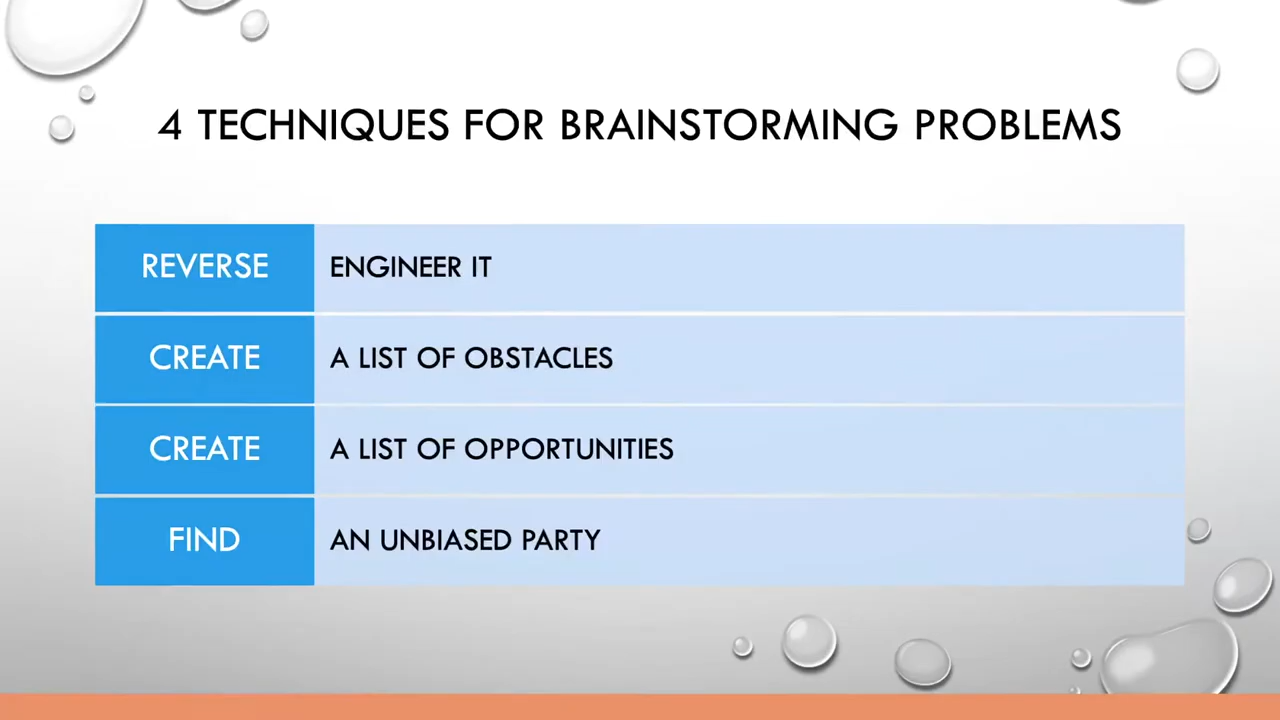 4 TECHNIQUES FOR BRAINSTORMING PROBLEMS
REVERSE ENGINEER IT
CREATE A LIST OF OBSTACLES
CREATE A LIST OF OPPORTUNITIES
FIND AN UNBIASED PARTY